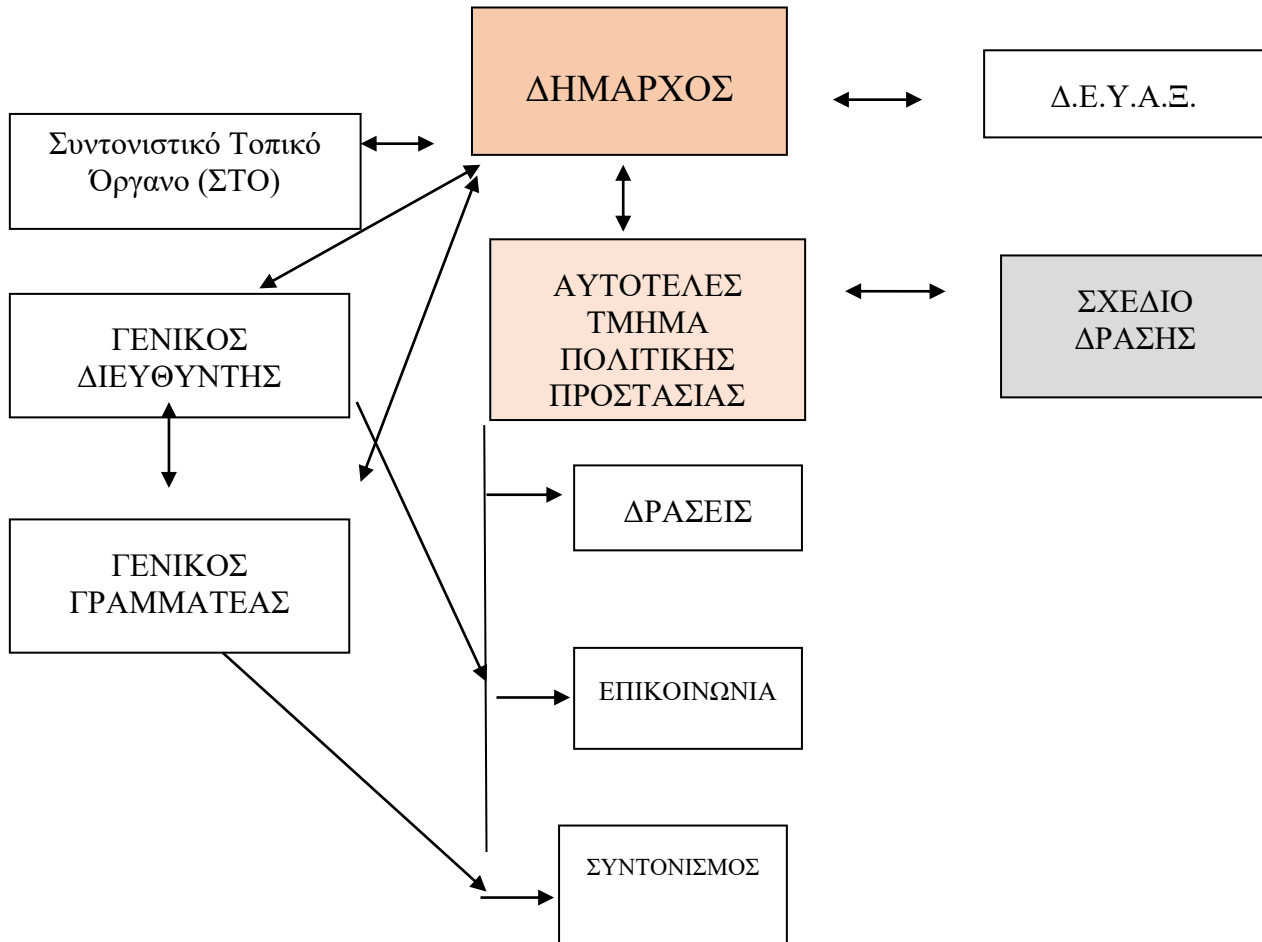 ΔΗΜΑΡΧΟΣ
Δ.Ε.Υ.Α.Ξ.
Συντονιστικό Τοπικό
Όργανο (ΣΤΟ)
ΑΥΤΟΤΕΛΕΣ
ΤΜΗΜΑ
ΠΟΛΙΤΙΚΗΣ
ΠΡΟΣΤΑΣΙΑΣ
ΣΧΕΔΙΟ
ΔΡΑΣΗΣ
ΓΕΝΙΚΟΣ
ΔΙΕΥΘΥΝΤΗΣ
ΔΡΑΣΕΙΣ
ΓΕΝΙΚΟΣ
ΓΡΑΜΜΑΤΕΑΣ
ΕΠΙΚΟΙΝΩΝΙΑ
ΣΥΝΤΟΝΙΣΜΟΣ